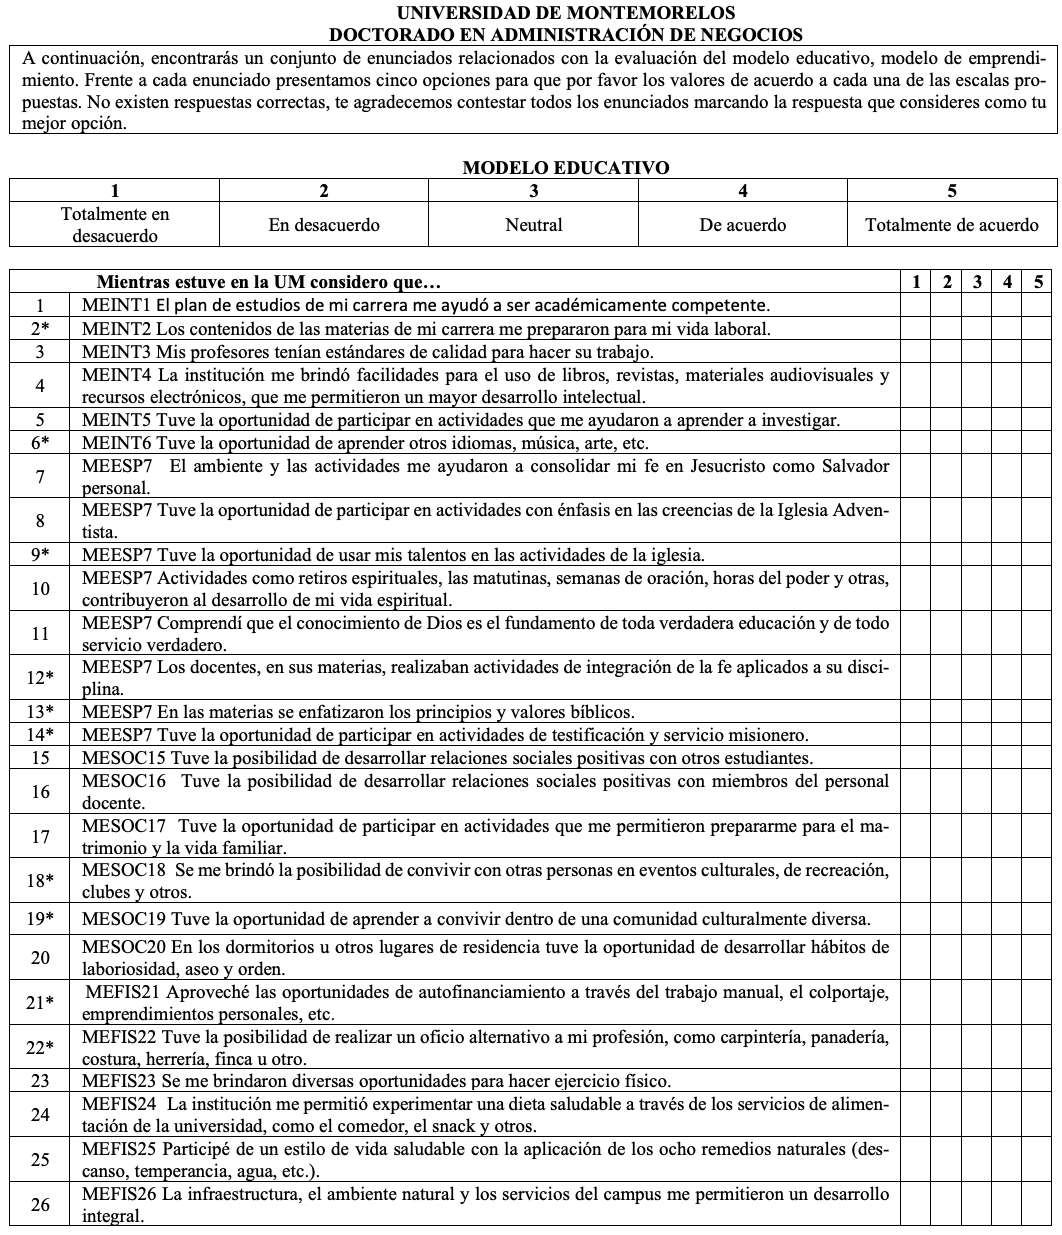 UNIVERSIDAD DE MONTEMORELOS
DOCTORADO EN ADMINISTRACIÓN DE NEGOCIOS
A continuación, encontrarás un conjunto de enunciados relacionados con la evaluación del modelo educativo, modelo de emprendi-
miento. Frente a cada enunciado presentamos cinco opciones para que por favor los valores de acuerdo a cada una de las escalas pro-
puestas. No existen respuestas correctas, te agradecemos contestar todos los enunciados marcando la respuesta que consideres como tu
mejor opción.
MODELO EDUCATIVO
1 2 3 4 5
Totalmente en
desacuerdo
En desacuerdo
Neutral
De acuerdo
Totalmente de acuerdo
Mientras estuve en la UM considero que… 1 2 3 4 5
1 MEINT1 El plan de estudios de mi carrera me ayudó a ser académicamente competente.
2* MEINT2 Los contenidos de las materias de mi carrera me prepararon para mi vida laboral.
3 MEINT3 Mis profesores tenían estándares de calidad para hacer su trabajo.
4 MEINT4 La institución me brindó facilidades para el uso de libros, revistas, materiales audiovisuales y
recursos electrónicos, que me permitieron un mayor desarrollo intelectual.
5 MEINT5 Tuve la oportunidad de participar en actividades que me ayudaron a aprender a investigar.
6* MEINT6 Tuve la oportunidad de aprender otros idiomas, música, arte, etc.
7 MEESP7 El ambiente y las actividades me ayudaron a consolidar mi fe en Jesucristo como Salvador
personal.
8 MEESP7 Tuve la oportunidad de participar en actividades con énfasis en las creencias de la Iglesia Adven-
tista.
9* MEESP7 Tuve la oportunidad de usar mis talentos en las actividades de la iglesia.
10 MEESP7 Actividades como retiros espirituales, las matutinas, semanas de oración, horas del poder y otras,
contribuyeron al desarrollo de mi vida espiritual.
11 MEESP7 Comprendí que el conocimiento de Dios es el fundamento de toda verdadera educación y de todo
servicio verdadero.
12* MEESP7 Los docentes, en sus materias, realizaban actividades de integración de la fe aplicados a su disci-
plina.
13* MEESP7 En las materias se enfatizaron los principios y valores bíblicos.
14* MEESP7 Tuve la oportunidad de participar en actividades de testificación y servicio misionero.
15 MESOC15 Tuve la posibilidad de desarrollar relaciones sociales positivas con otros estudiantes.
16 MESOC16 Tuve la posibilidad de desarrollar relaciones sociales positivas con miembros del personal
docente.
17 MESOC17 Tuve la oportunidad de participar en actividades que me permitieron prepararme para el ma-
trimonio y la vida familiar.
18* MESOC18 Se me brindó la posibilidad de convivir con otras personas en eventos culturales, de recreación,
clubes y otros.
19* MESOC19 Tuve la oportunidad de aprender a convivir dentro de una comunidad culturalmente diversa.
20 MESOC20 En los dormitorios u otros lugares de residencia tuve la oportunidad de desarrollar hábitos de
laboriosidad, aseo y orden.
21* MEFIS21 Aproveché las oportunidades de autofinanciamiento a través del trabajo manual, el colportaje,
emprendimientos personales, etc.
22* MEFIS22 Tuve la posibilidad de realizar un oficio alternativo a mi profesión, como carpintería, panadería,
costura, herrería, finca u otro.
23 MEFIS23 Se me brindaron diversas oportunidades para hacer ejercicio físico.
24 MEFIS24 La institución me permitió experimentar una dieta saludable a través de los servicios de alimen-
tación de la universidad, como el comedor, el snack y otros.
25 MEFIS25 Participé de un estilo de vida saludable con la aplicación de los ocho remedios naturales (des-
canso, temperancia, agua, etc.).
26 MEFIS26 La infraestructura, el ambiente natural y los servicios del campus me permitieron un desarrollo
integral.